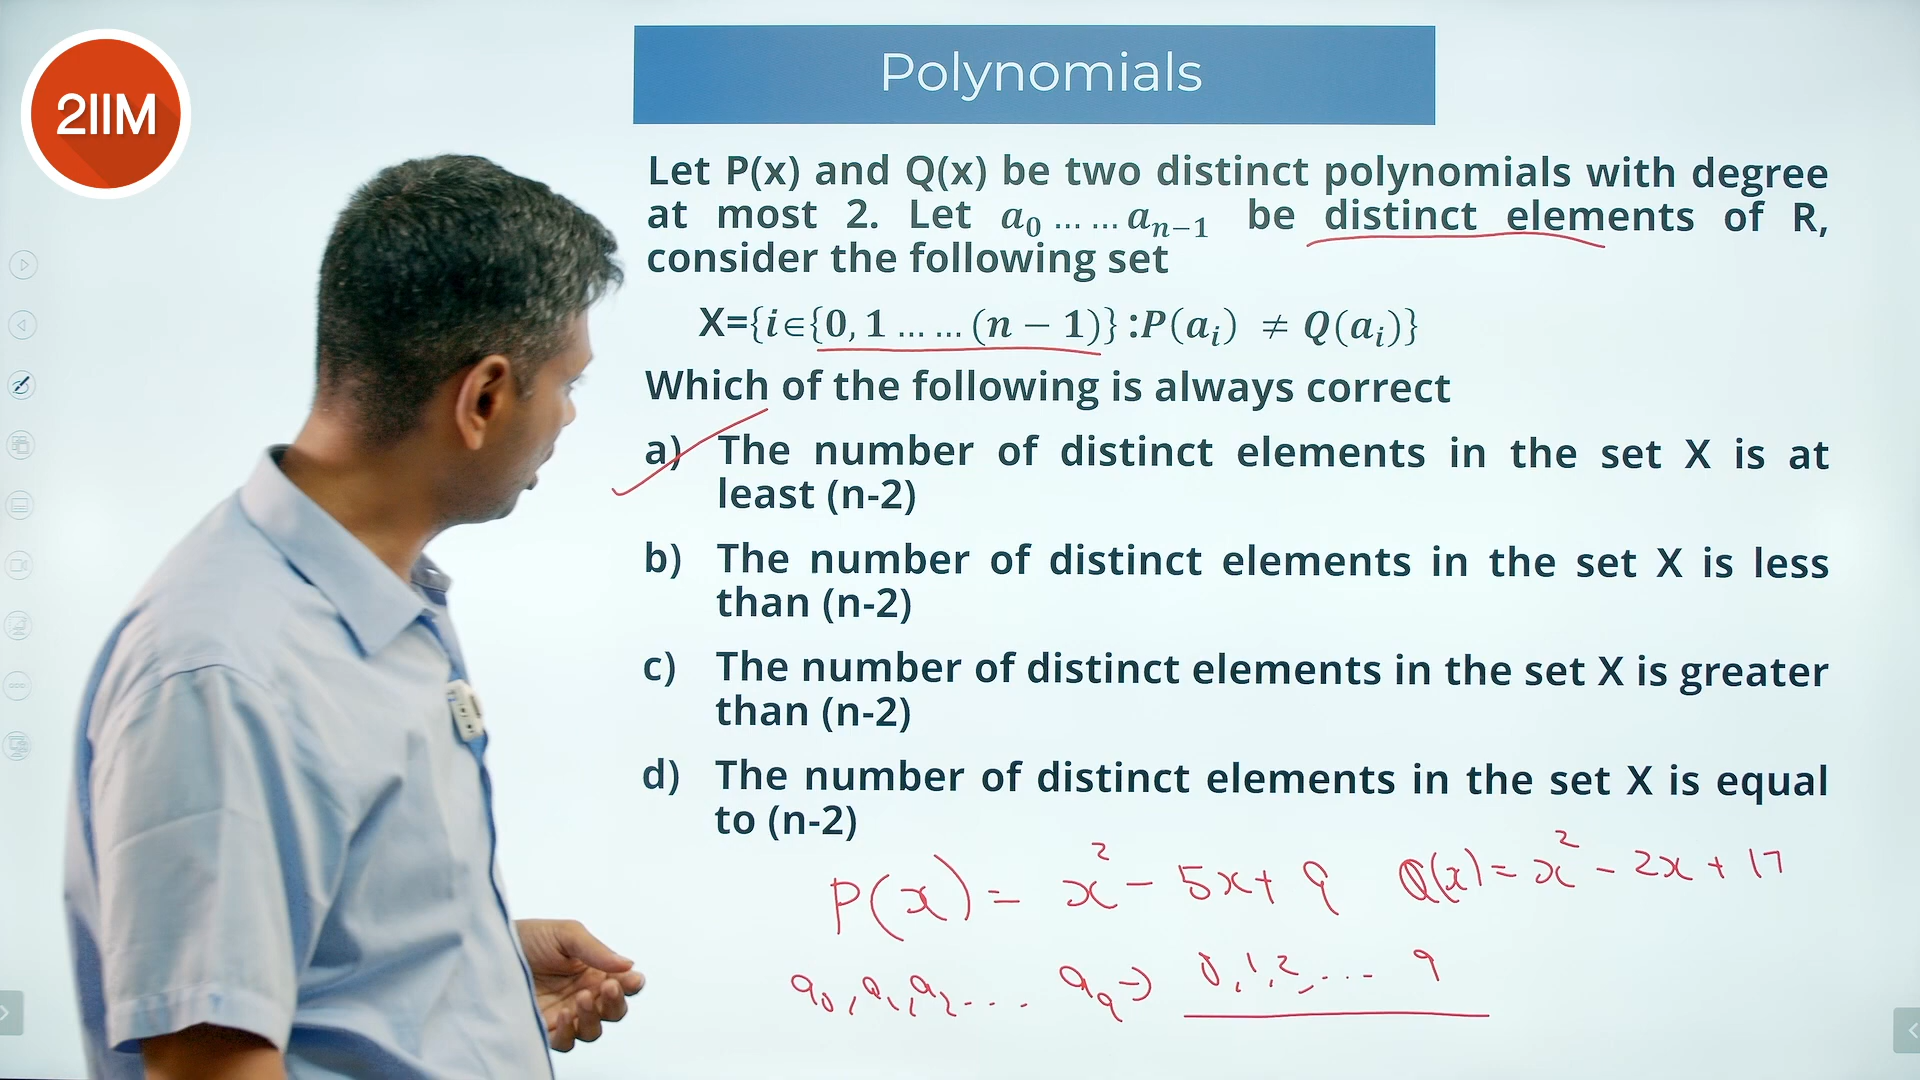 2IIM
Polynomials
Let P(x) and Q(x) be two distinct polynomials with degree
at most 2. Let a₀ …… aₙ₋₁ be distinct elements of R,
consider the following set
X={i∈{0, 1 …… (n − 1)} :P(aᵢ) ≠ Q(aᵢ)}
Which of the following is always correct
a) The number of distinct elements in the set X is at
least (n-2)
b) The number of distinct elements in the set X is less
than (n-2)
c) The number of distinct elements in the set X is greater
than (n-2)
d) The number of distinct elements in the set X is equal
to (n-2)
P(x) = x² − 5x + 9 Q(x) = x² − 2x + 17
a₀, a₁, a₂ .... a₉ → 0, 1, 2, ... 9